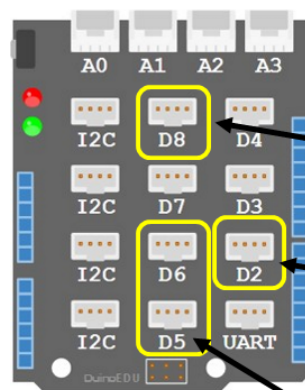 A0 A1 A2 A3
I2C D8 D4
I2C D7 D3
I2C D6 D2
I2C D5 UART
DuinoEDU